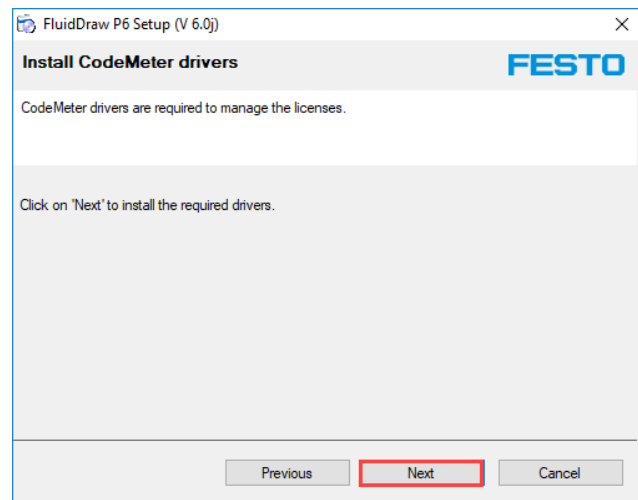 FluidDraw P6 Setup (V 6.0j)
Install CodeMeter drivers
FESTO
CodeMeter drivers are required to manage the licenses.
Click on 'Next' to install the required drivers.
Previous
Next
Cancel